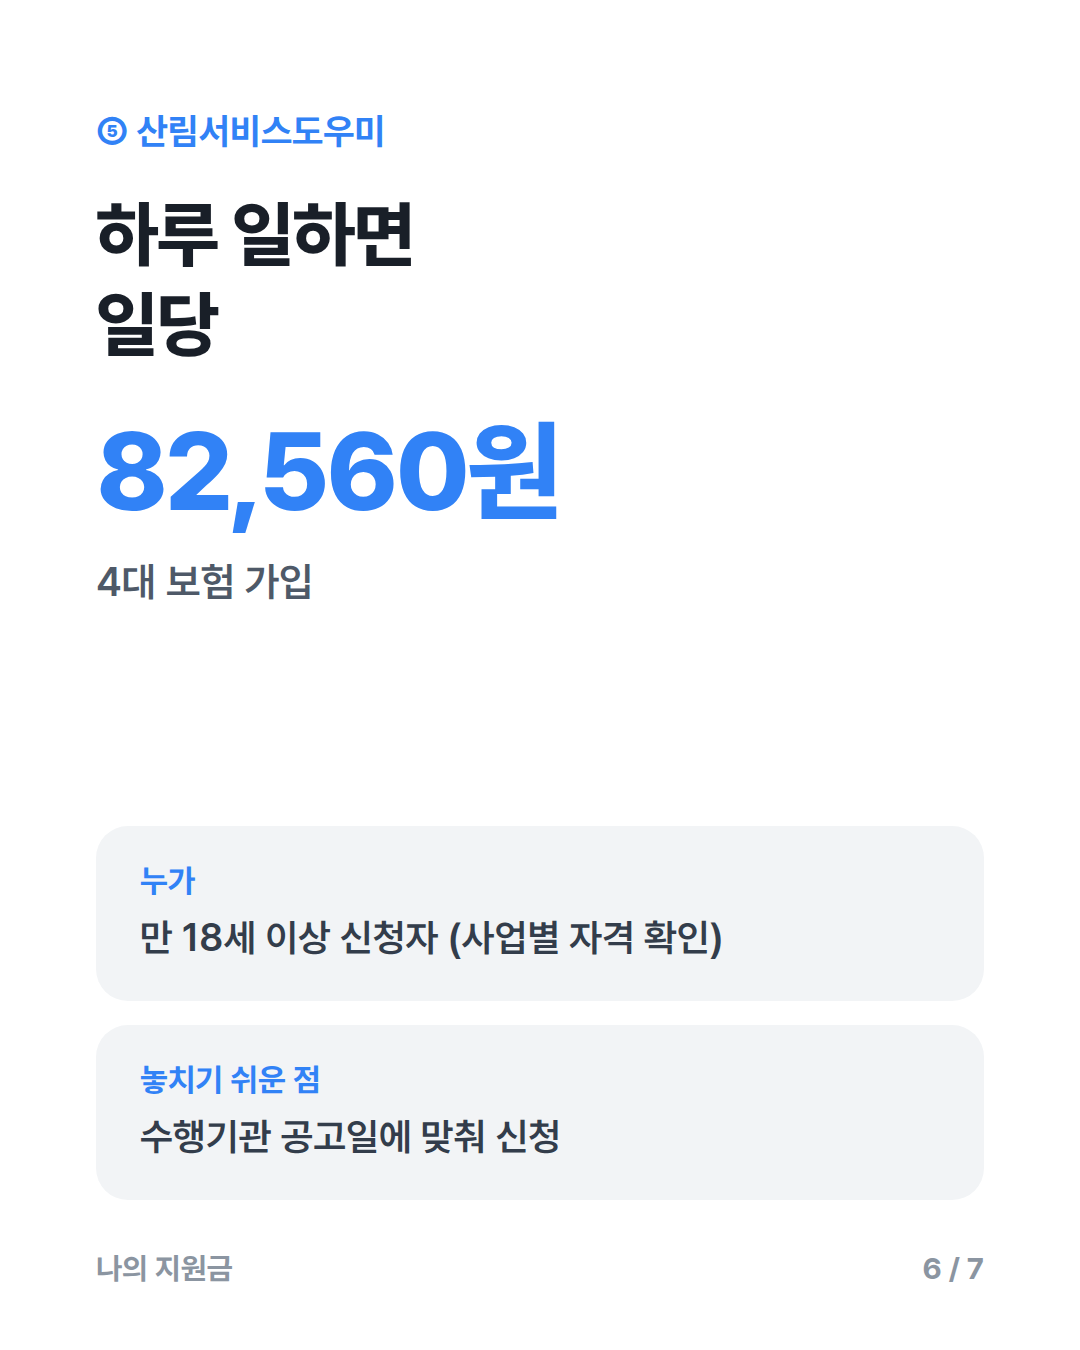 ⑤ 산림서비스도우미
하루 일하면
일당
82,560원
4대 보험 가입
누가
만 18세 이상 신청자 (사업별 자격 확인)
놓치기 쉬운 점
수행기관 공고일에 맞춰 신청
나의 지원금
6 / 7